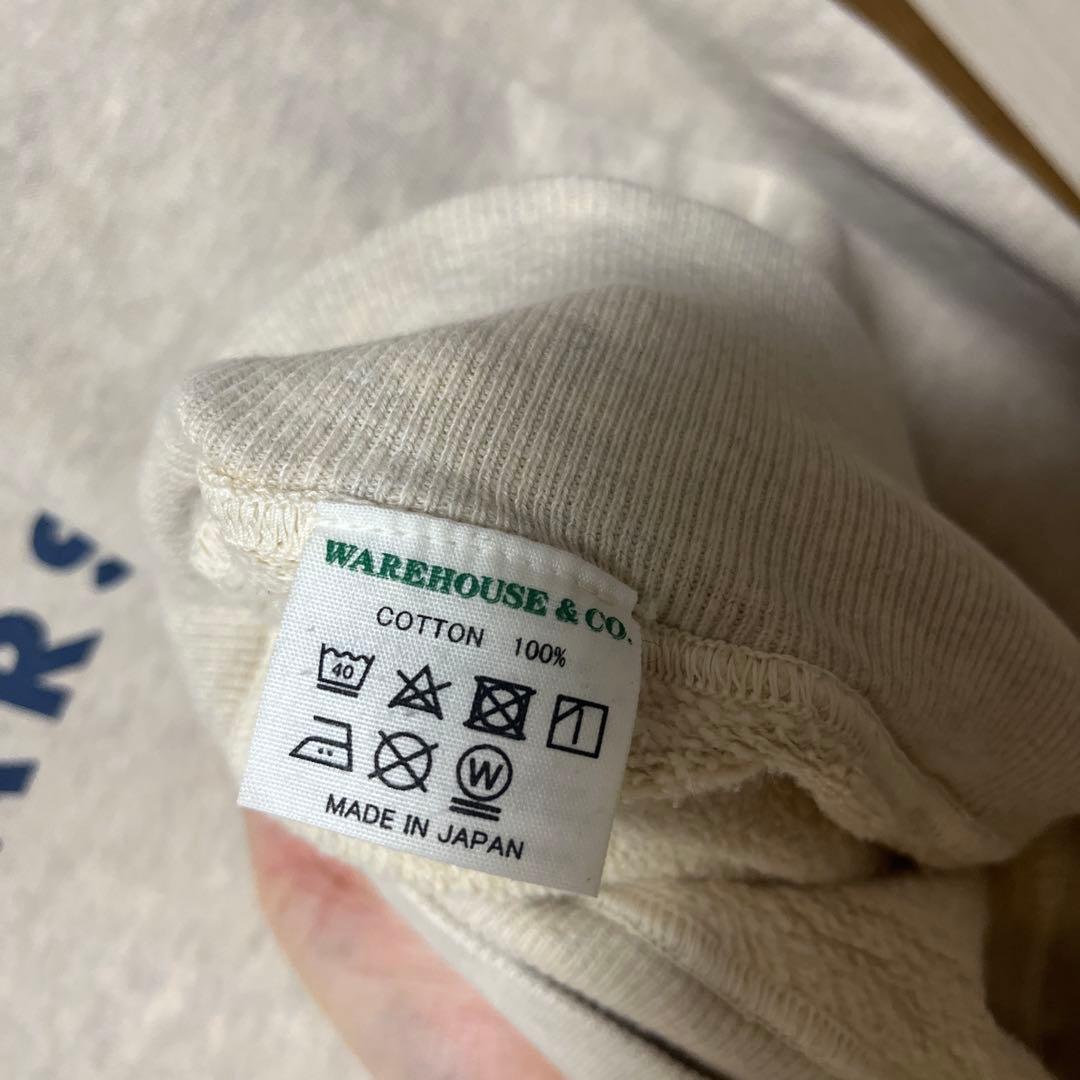 WAREHOUSE & CO.
COTTON 100%
40
W
MADE IN JAPAN